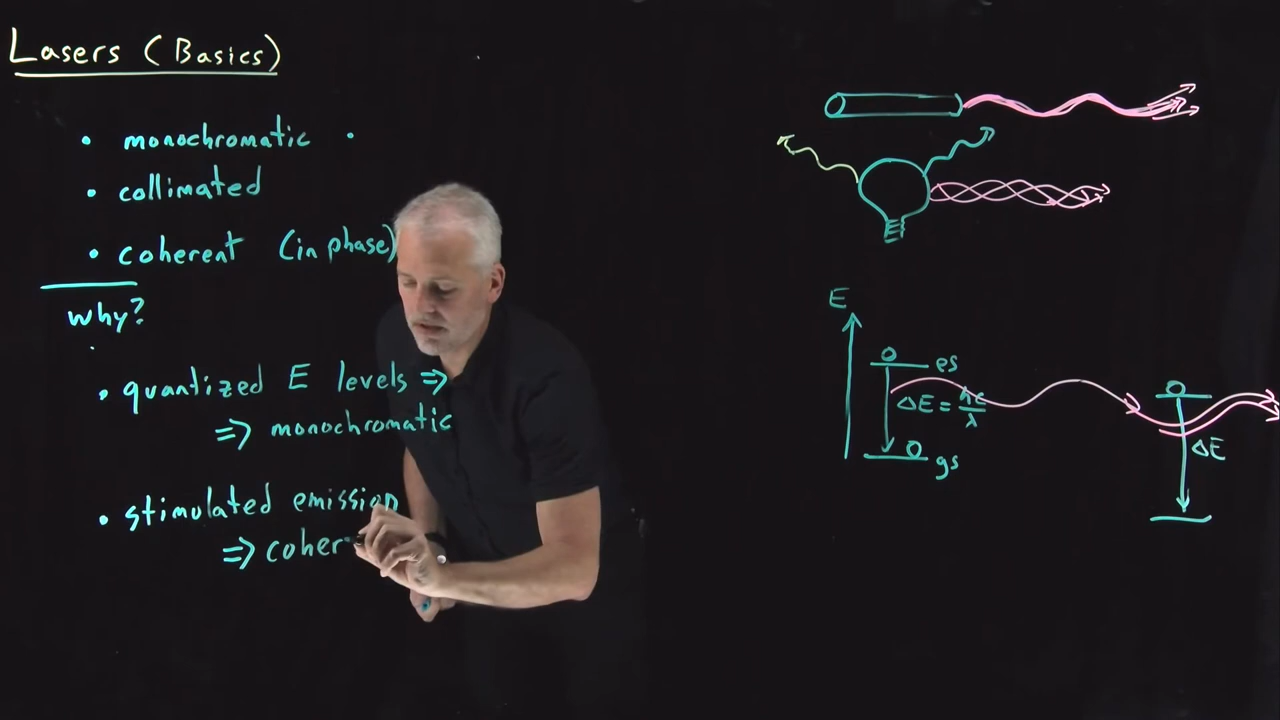 Lasers (Basics)
• monochromatic •
• collimated
• coherent (in phase)
why?
• quantized E levels ⇒
⇒ monochromatic
• stimulated emission
⇒ coher
E
es
ΔE = hc/λ
gs
ΔE